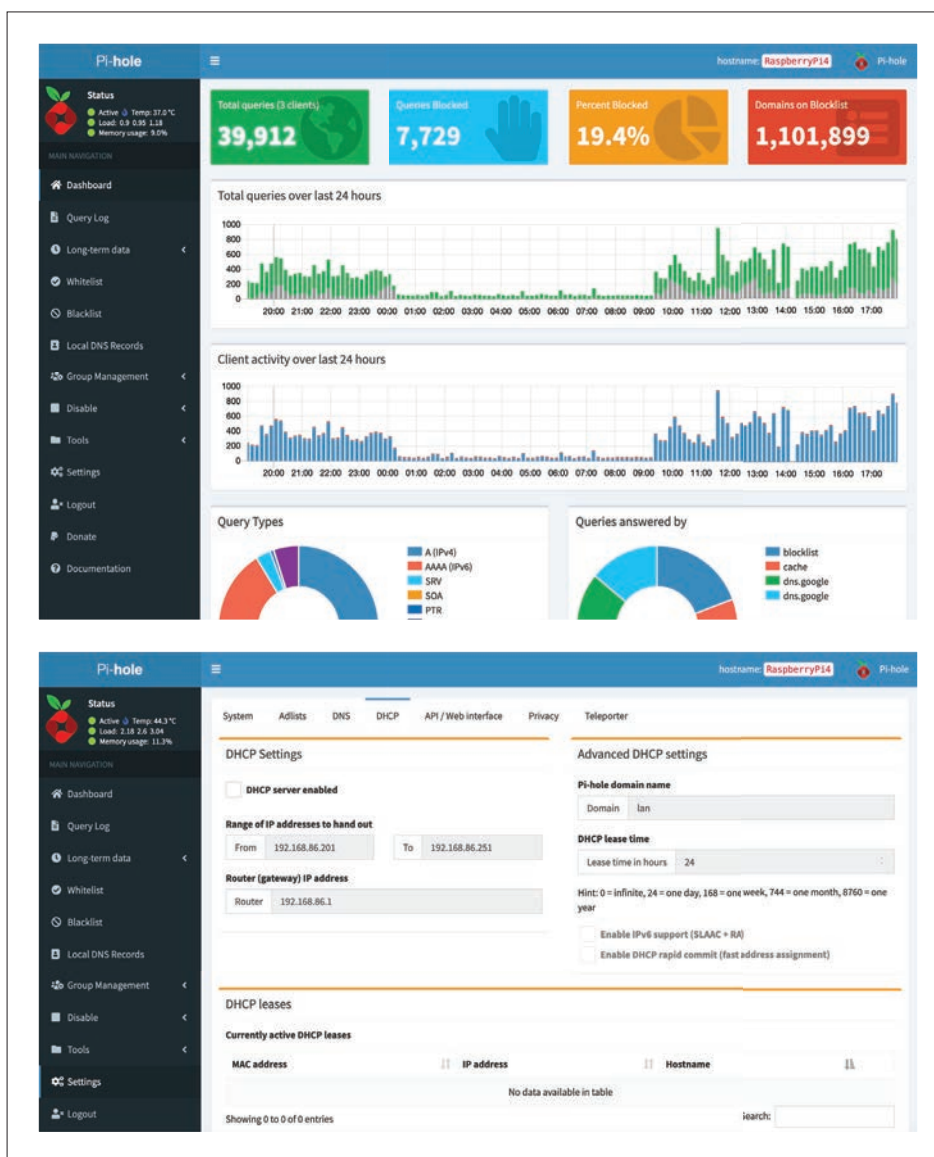 Pi-hole
hostname: RaspberryPi4 Pi-hole
Status
Active Temp: 37.0 °C
Load: 0.9 0.95 1.18
Memory usage: 9.0%
MAIN NAVIGATION
Dashboard
Query Log
Long-term data
Whitelist
Blacklist
Local DNS Records
Group Management
Disable
Tools
Settings
Logout
Donate
Documentation
Total queries (3 clients)
39,912
Queries Blocked
7,729
Percent Blocked
19.4%
Domains on Blocklist
1,101,899
Total queries over last 24 hours
1000
800
600
400
200
0
20:00 21:00 22:00 23:00 00:00 01:00 02:00 03:00 04:00 05:00 06:00 07:00 08:00 09:00 10:00 11:00 12:00 13:00 14:00 15:00 16:00 17:00
Client activity over last 24 hours
1000
800
600
400
200
0
20:00 21:00 22:00 23:00 00:00 01:00 02:00 03:00 04:00 05:00 06:00 07:00 08:00 09:00 10:00 11:00 12:00 13:00 14:00 15:00 16:00 17:00
Query Types
A (IPv4)
AAAA (IPv6)
SRV
SOA
PTR
Queries answered by
blocklist
cache
dns.google
dns.google
Pi-hole
hostname: RaspberryPi4 Pi-hole
Status
Active Temp: 44.3 °C
Load: 2.18 2.6 3.04
Memory usage: 11.3%
MAIN NAVIGATION
Dashboard
Query Log
Long-term data
Whitelist
Blacklist
Local DNS Records
Group Management
Disable
Tools
Settings
Logout
System Adlists DNS DHCP API / Web interface Privacy Teleporter
DHCP Settings
DHCP server enabled
Range of IP addresses to hand out
From 192.168.86.201 To 192.168.86.251
Router (gateway) IP address
Router 192.168.86.1
Advanced DHCP settings
Pi-hole domain name
Domain lan
DHCP lease time
Lease time in hours 24
Hint: 0 = infinite, 24 = one day, 168 = one week, 744 = one month, 8760 = one
year
Enable IPv6 support (SLAAC + RA)
Enable DHCP rapid commit (fast address assignment)
DHCP leases
Currently active DHCP leases
MAC address IP address Hostname
No data available in table
Showing 0 to 0 of 0 entries
earch: